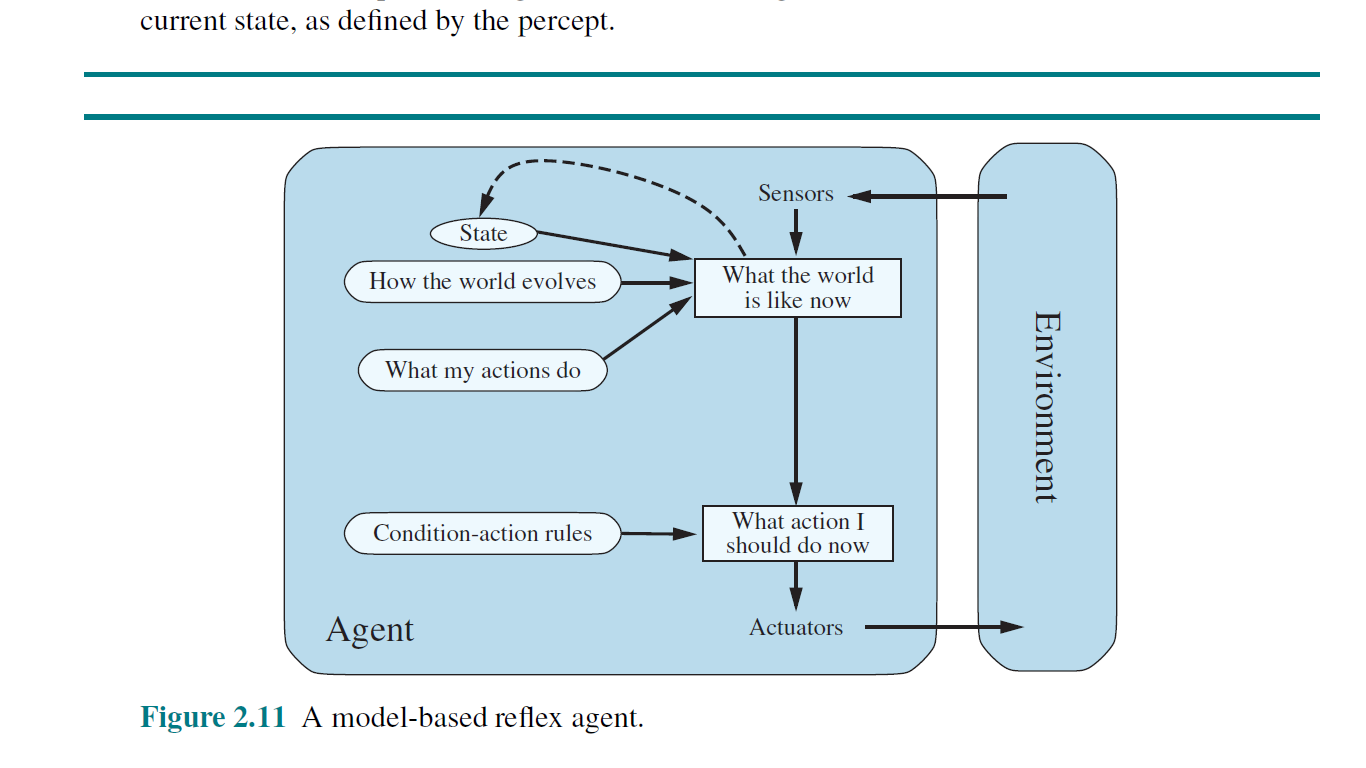 current state, as defined by the percept.
Sensors
State
How the world evolves
What the world
is like now
What my actions do
Environment
Condition-action rules
What action I
should do now
Agent
Actuators
Figure 2.11 A model-based reflex agent.